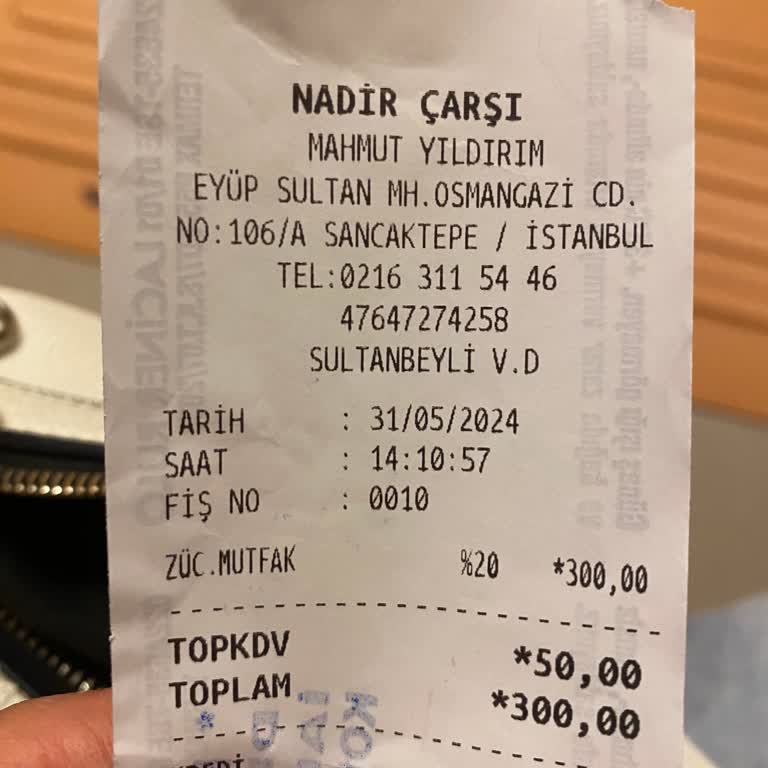 NADİR ÇARŞI
MAHMUT YILDIRIM
EYÜP SULTAN MH.OSMANGAZİ CD.
NO:106/A SANCAKTEPE / İSTANBUL
TEL:0216 311 54 46
47647274258
SULTANBEYLİ V.D
TARİH : 31/05/2024
SAAT : 14:10:57
FİŞ NO : 0010
ZÜC.MUTFAK %20 *300,00
TOPKDV *50,00
TOPLAM *300,00